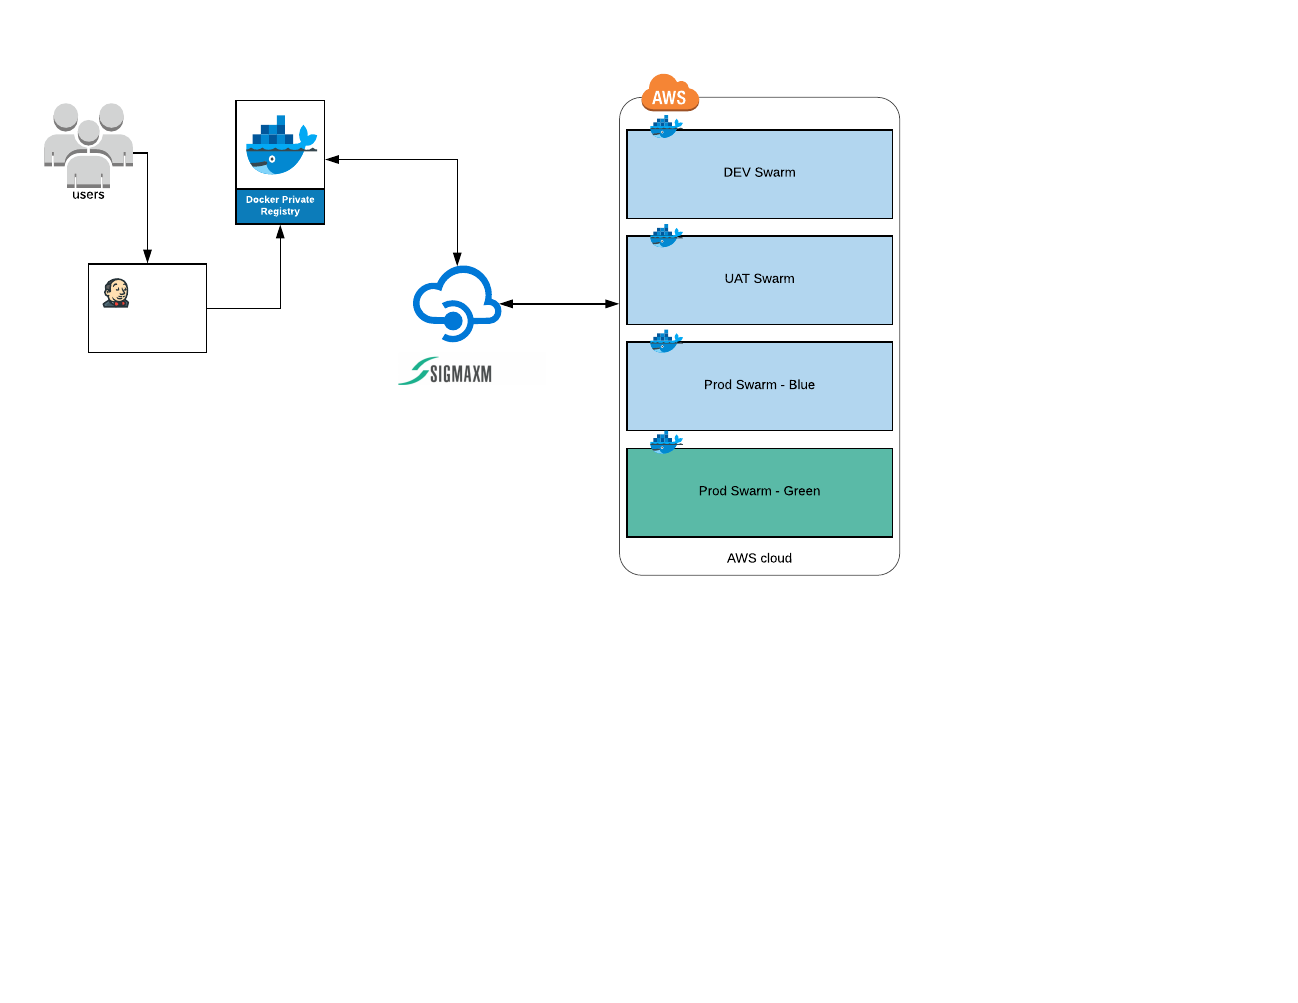 users
Docker Private
Registry
SIGMAXM
AWS
DEV Swarm
UAT Swarm
Prod Swarm - Blue
Prod Swarm - Green
AWS cloud